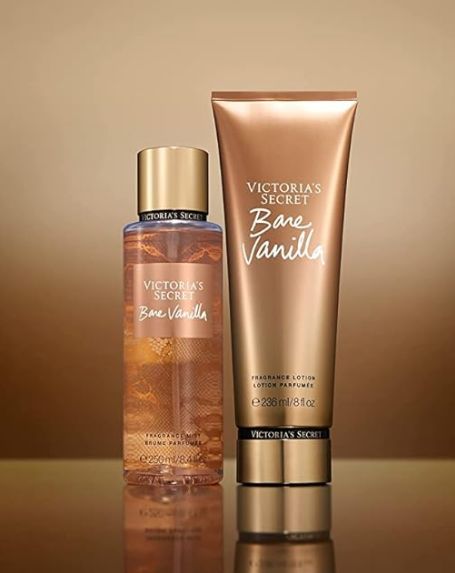 VICTORIA'S SECRET
VICTORIA'S
SECRET
Bare Vanilla
FRAGRANCE MIST
BRUME PARFUMÉE
℮ 250 ml/8.4 fl oz
VICTORIA'S
SECRET
Bare
Vanilla
FRAGRANCE LOTION
LOTION PARFUMÉE
℮ 236 ml/8 fl oz
VICTORIA'S SECRET